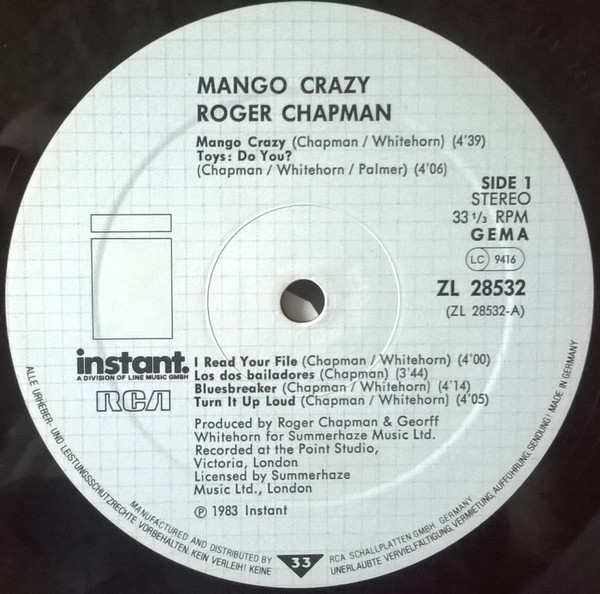 MANGO CRAZY
ROGER CHAPMAN
Mango Crazy (Chapman / Whitehorn) (4'39)
Toys: Do You?
(Chapman / Whitehorn / Palmer) (4'06)
SIDE 1
STEREO
33 1/3 RPM
GEMA
LC 9416
ZL 28532
(ZL 28532-A)
instant.
A DIVISION OF LINE MUSIC GMBH
RCA
I Read Your File (Chapman / Whitehorn) (4'00)
Los dos bailadores (Chapman) (3'44)
Bluesbreaker (Chapman / Whitehorn) (4'14)
Turn It Up Loud (Chapman / Whitehorn) (4'05)
Produced by Roger Chapman & Georff
Whitehorn for Summerhaze Music Ltd.
Recorded at the Point Studio,
Victoria, London
Licensed by Summerhaze
Music Ltd., London
℗ 1983 Instant
MANUFACTURED AND DISTRIBUTED BY RCA SCHALLPLATTEN GMBH, GERMANY
ALLE URHEBER- UND LEISTUNGSSCHUTZRECHTE VORBEHALTEN. KEIN VERLEIH! KEINE UNERLAUBTE VERVIELFÄLTIGUNG, VERMIETUNG, AUFFÜHRUNG, SENDUNG! MADE IN GERMANY
33